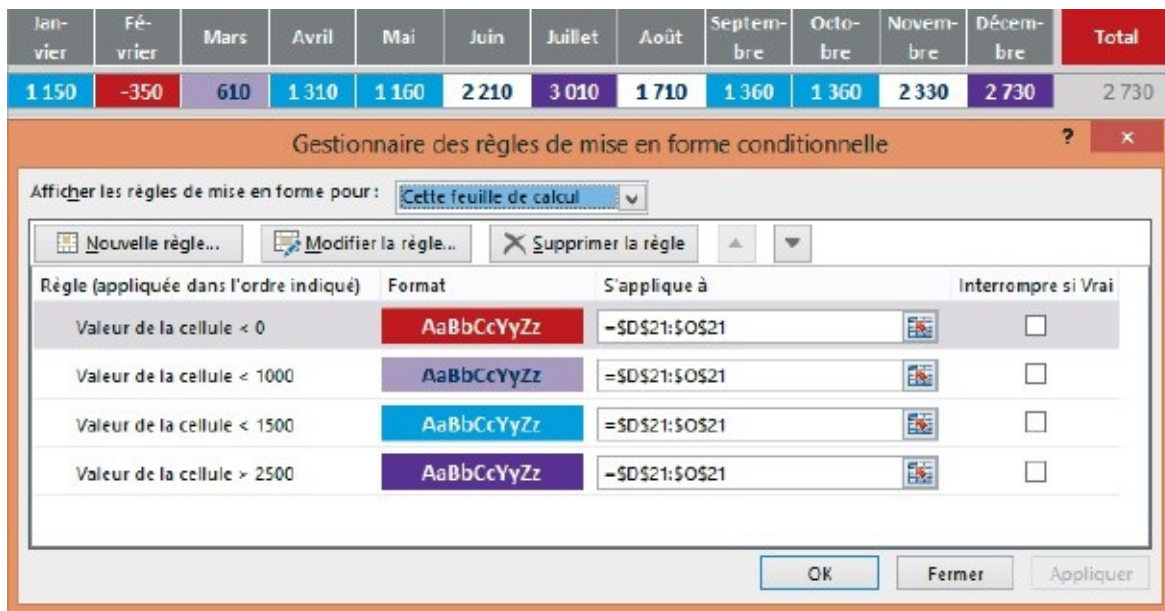 Jan- Fé- Mars Avril Mai Juin Juillet Août Septem- Octo- Novem- Décem- Total
vier vrier bre bre bre bre
1 150 -350 610 1 310 1 160 2 210 3 010 1 710 1 360 1 360 2 330 2 730 2 730
Gestionnaire des règles de mise en forme conditionnelle ? ×
Afficher les règles de mise en forme pour : Cette feuille de calcul
Nouvelle règle... Modifier la règle... Supprimer la règle
Règle (appliquée dans l'ordre indiqué) Format S'applique à Interrompre si Vrai
Valeur de la cellule < 0 AaBbCcYyZz =$D$21:$O$21
Valeur de la cellule < 1000 AaBbCcYyZz =$D$21:$O$21
Valeur de la cellule < 1500 AaBbCcYyZz =$D$21:$O$21
Valeur de la cellule > 2500 AaBbCcYyZz =$D$21:$O$21
OK Fermer Appliquer